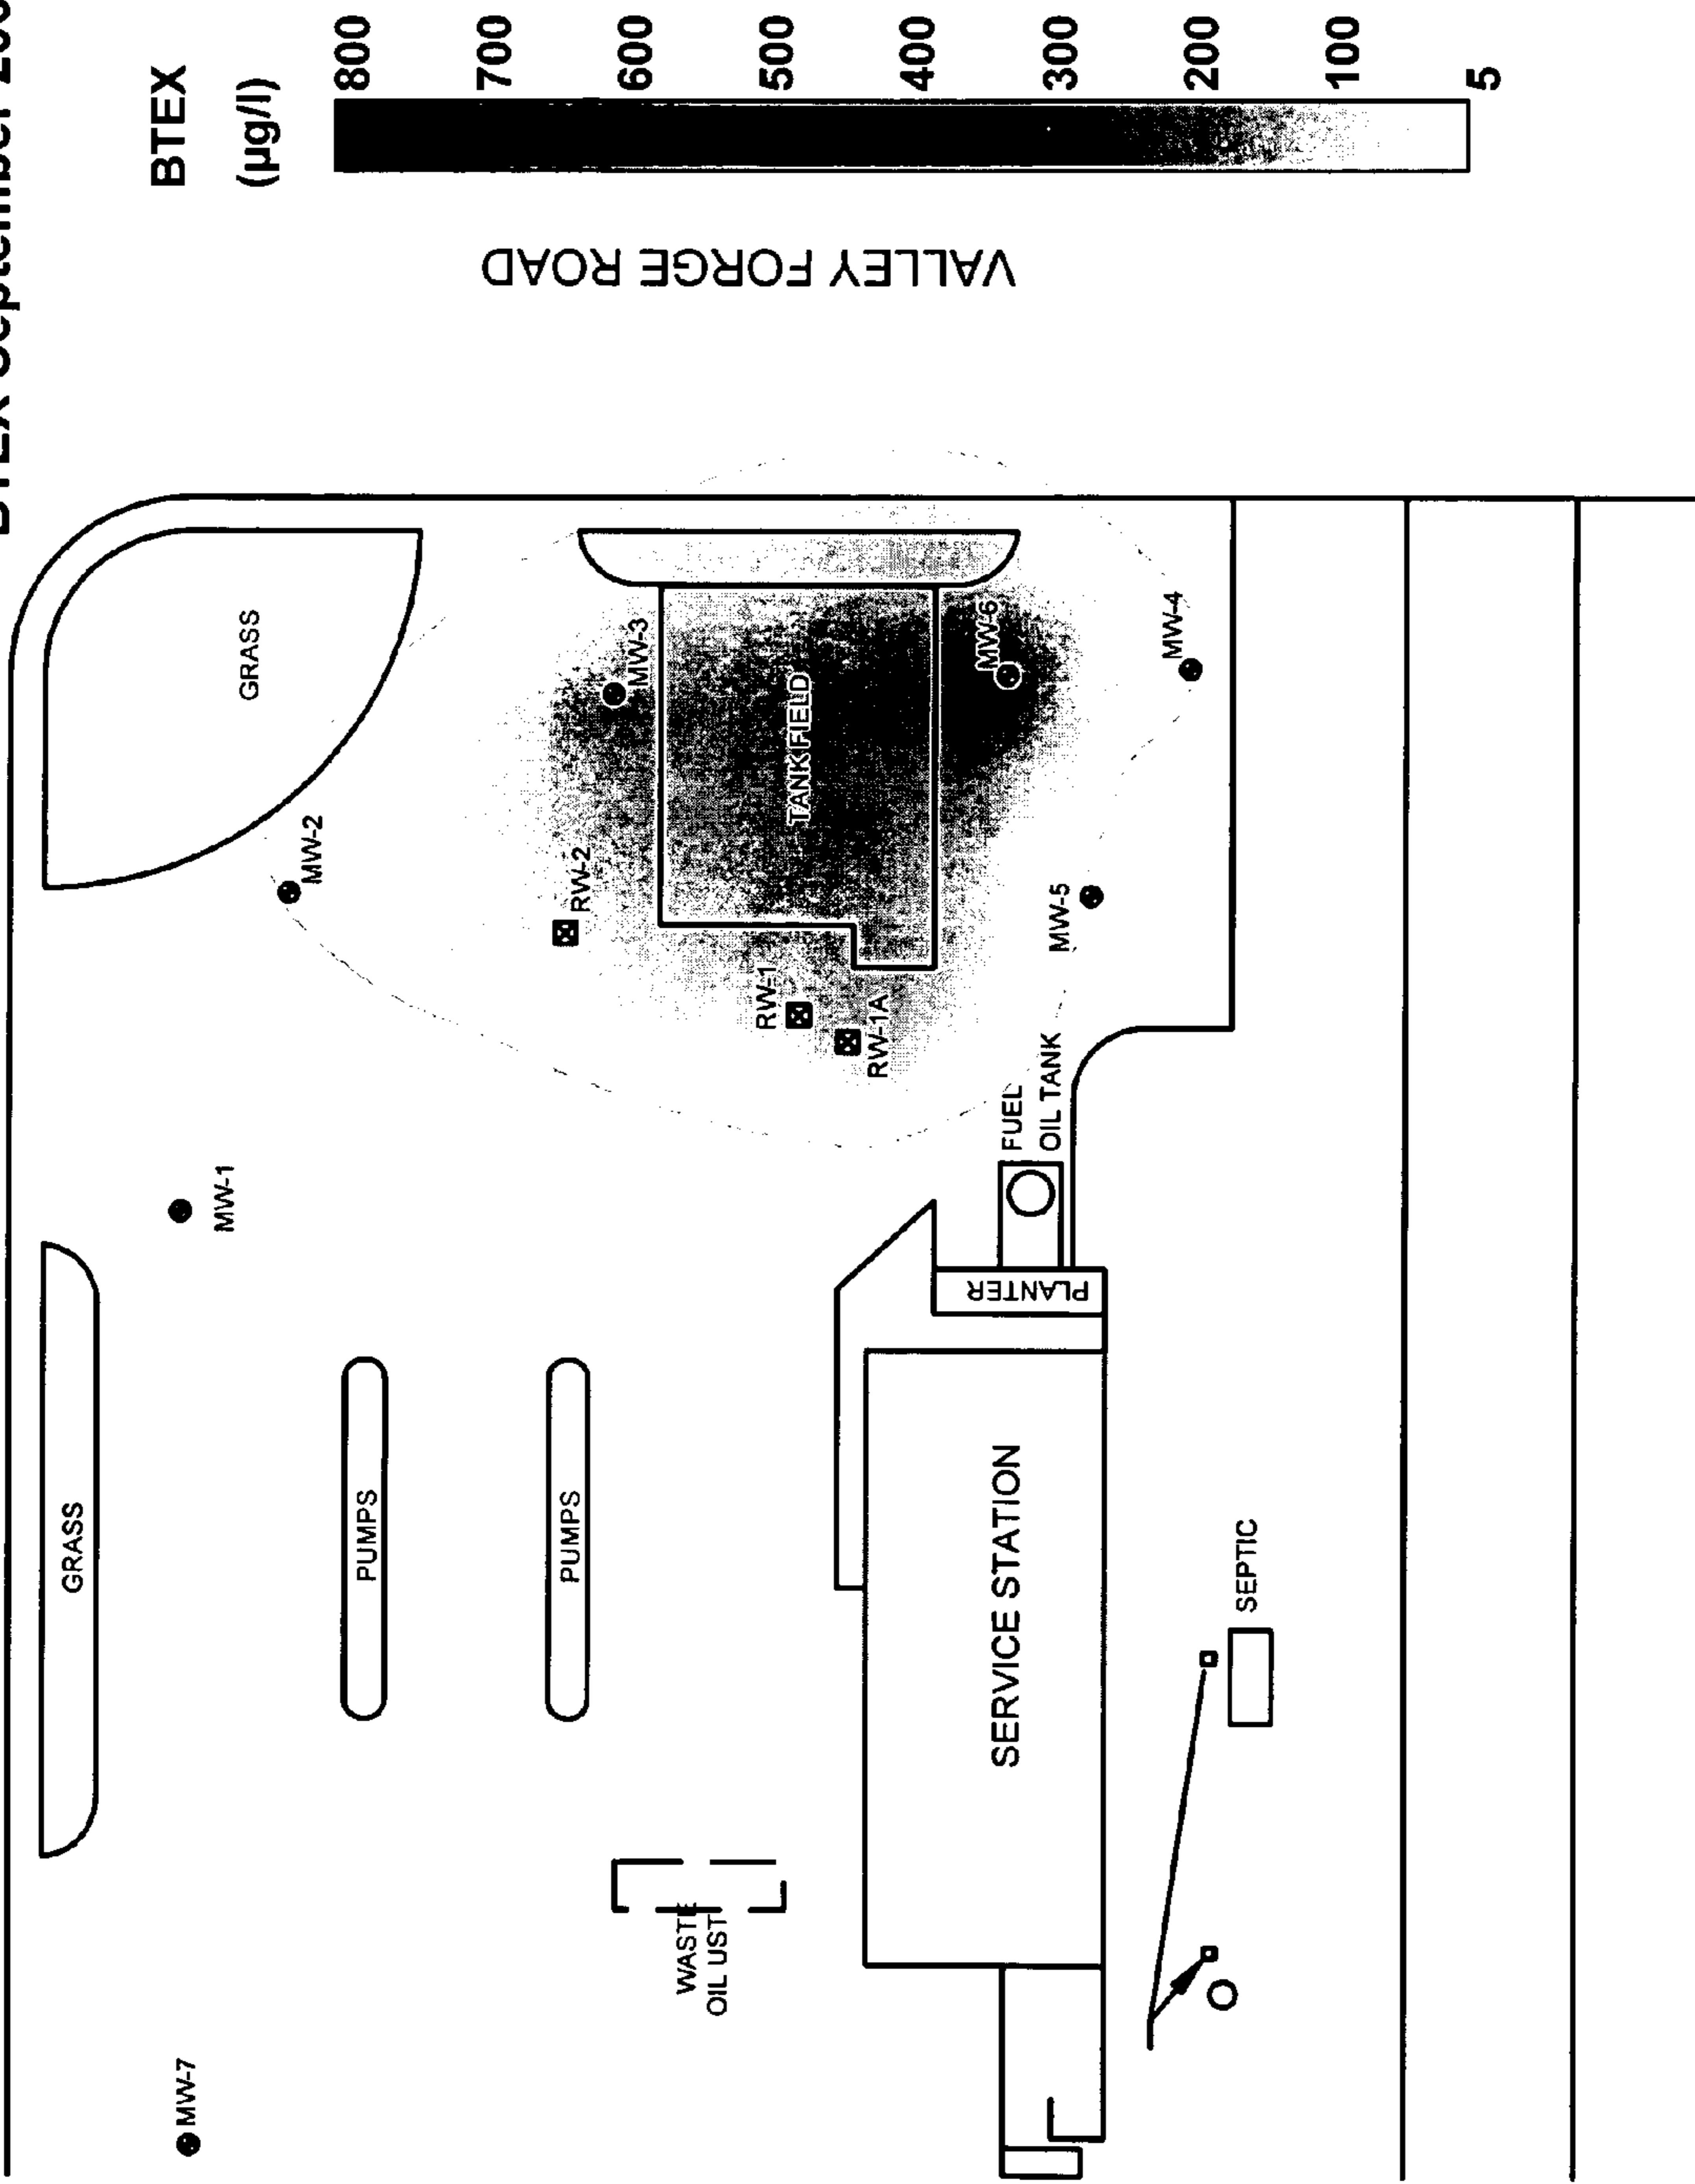 BTEX September
BTEX
(µg/l)
800
700
600
500
400
300
200
100
5
VALLEY FORGE ROAD
GRASS
MW-2
MW-3
RW-2
TANK FIELD
MW-6
MW-4
RW-1
RW-1A
MW-5
FUEL
OIL TANK
MW-1
PLANTER
GRASS
PUMPS
PUMPS
SERVICE STATION
SEPTIC
WASTE
OIL UST
MW-7